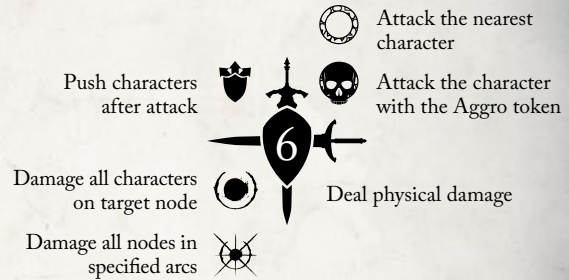 Attack the nearest
character
Push characters
after attack
Attack the character
with the Aggro token
6
Damage all characters
on target node
Deal physical damage
Damage all nodes in
specified arcs